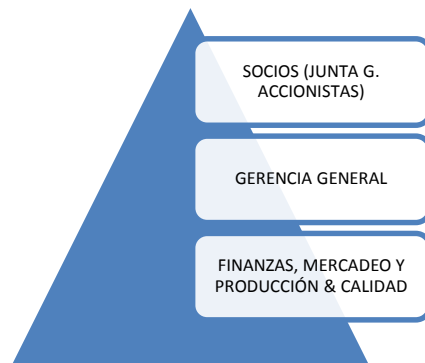 SOCIOS (JUNTA G.
ACCIONISTAS)
GERENCIA GENERAL
FINANZAS, MERCADEO Y
PRODUCCIÓN & CALIDAD